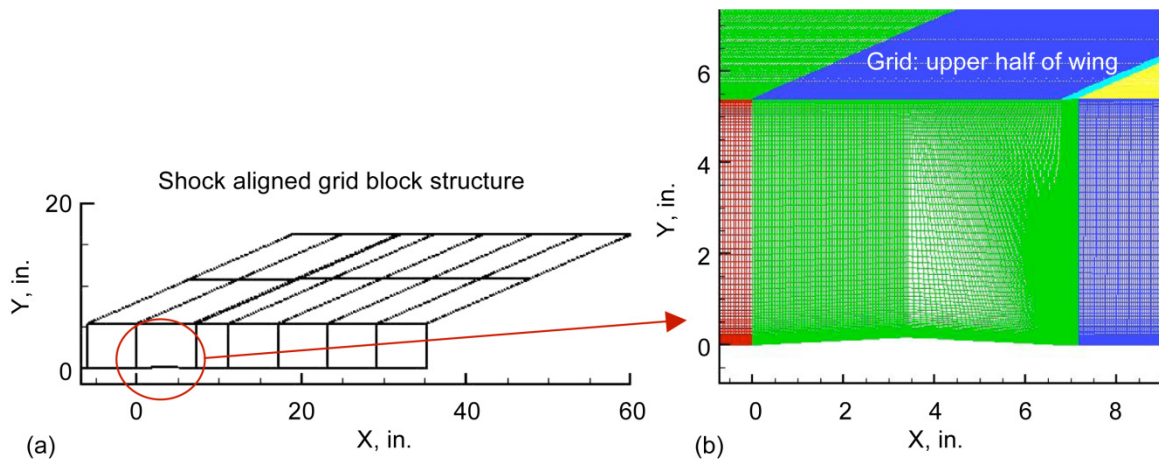 Shock aligned grid block structure
20
10
0
Y, in.
0
20
40
60
X, in.
(a)
(b)
Grid: upper half of wing
6
4
2
0
Y, in.
0
2
4
6
8
X, in.